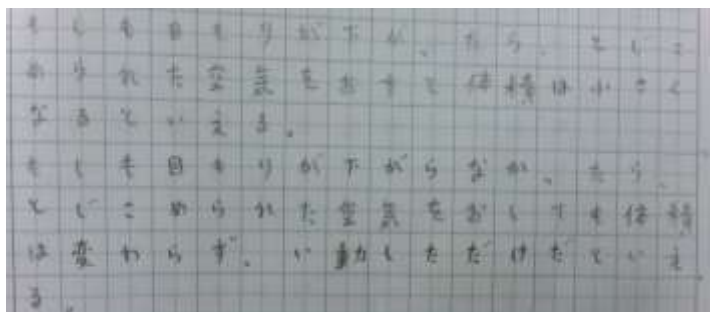 もしも目もりが下がったら、とじこ
められた空気をおすと体積は小さく
なるといえる。
もしも目もりが下がらなかったら、
とじこめられた空気をおしても体積
は変わらず、い動しただけだといえ
る。